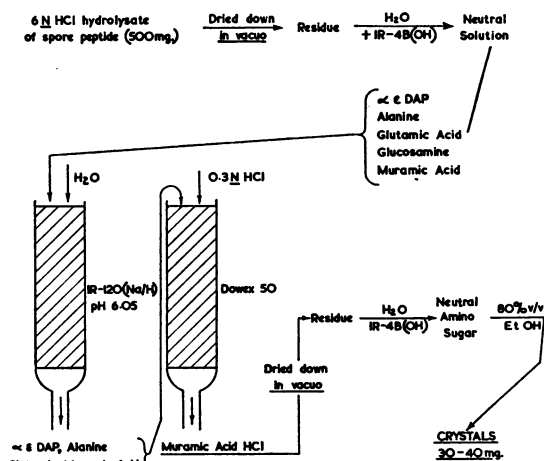 6 N HCl hydrolysate
of spore peptide (500mg.)
Dried down
in vacuo
Residue
H₂O
+ IR-4B(OH)
Neutral
Solution
∝ ε DAP
Alanine
Glutamic Acid
Glucosamine
Muramic Acid
H₂O
0.3 N HCl
IR-120(Na/H)
pH 6.05
Dowex 50
Residue
H₂O
IR-4B(OH)
Neutral
Amino
Sugar
80% v/v
Et OH
Dried down
in vacuo
CRYSTALS
30-40 mg.
∝ ε DAP, Alanine
Muramic Acid HCl